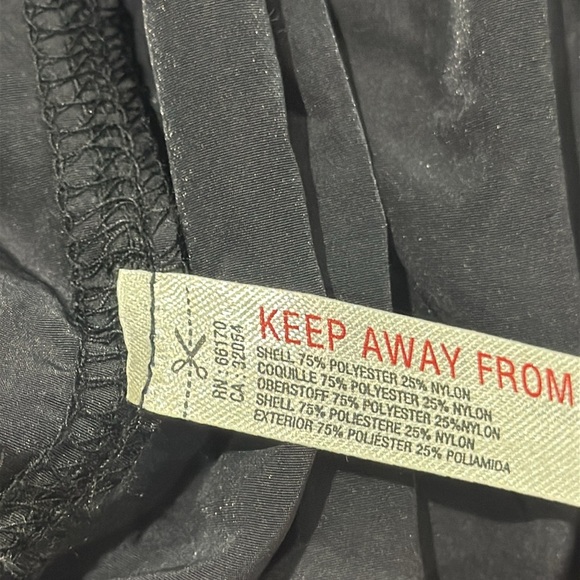 RN : 66170
CA : 32054
KEEP AWAY FROM
SHELL 75% POLYESTER 25% NYLON
COQUILLE 75% POLYESTER 25% NYLON
OBERSTOFF 75% POLYESTER 25%NYLON
SHELL 75% POLIESTERE 25% NYLON
EXTERIOR 75% POLIÉSTER 25% POLIAMIDA